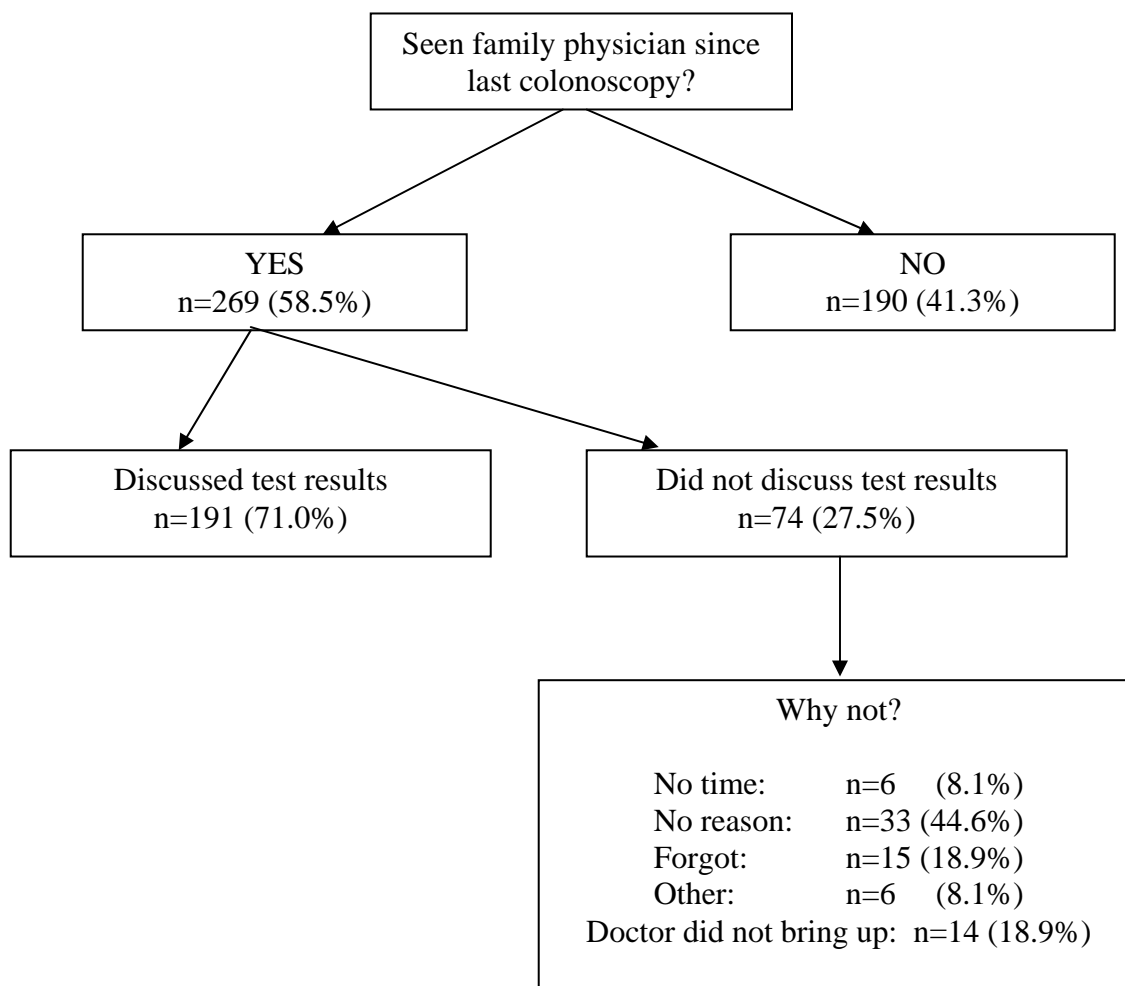 Seen family physician since
last colonoscopy?
YES
n=269 (58.5%)
NO
n=190 (41.3%)
Discussed test results
n=191 (71.0%)
Did not discuss test results
n=74 (27.5%)
Why not?
No time: n=6 (8.1%)
No reason: n=33 (44.6%)
Forgot: n=15 (18.9%)
Other: n=6 (8.1%)
Doctor did not bring up: n=14 (18.9%)